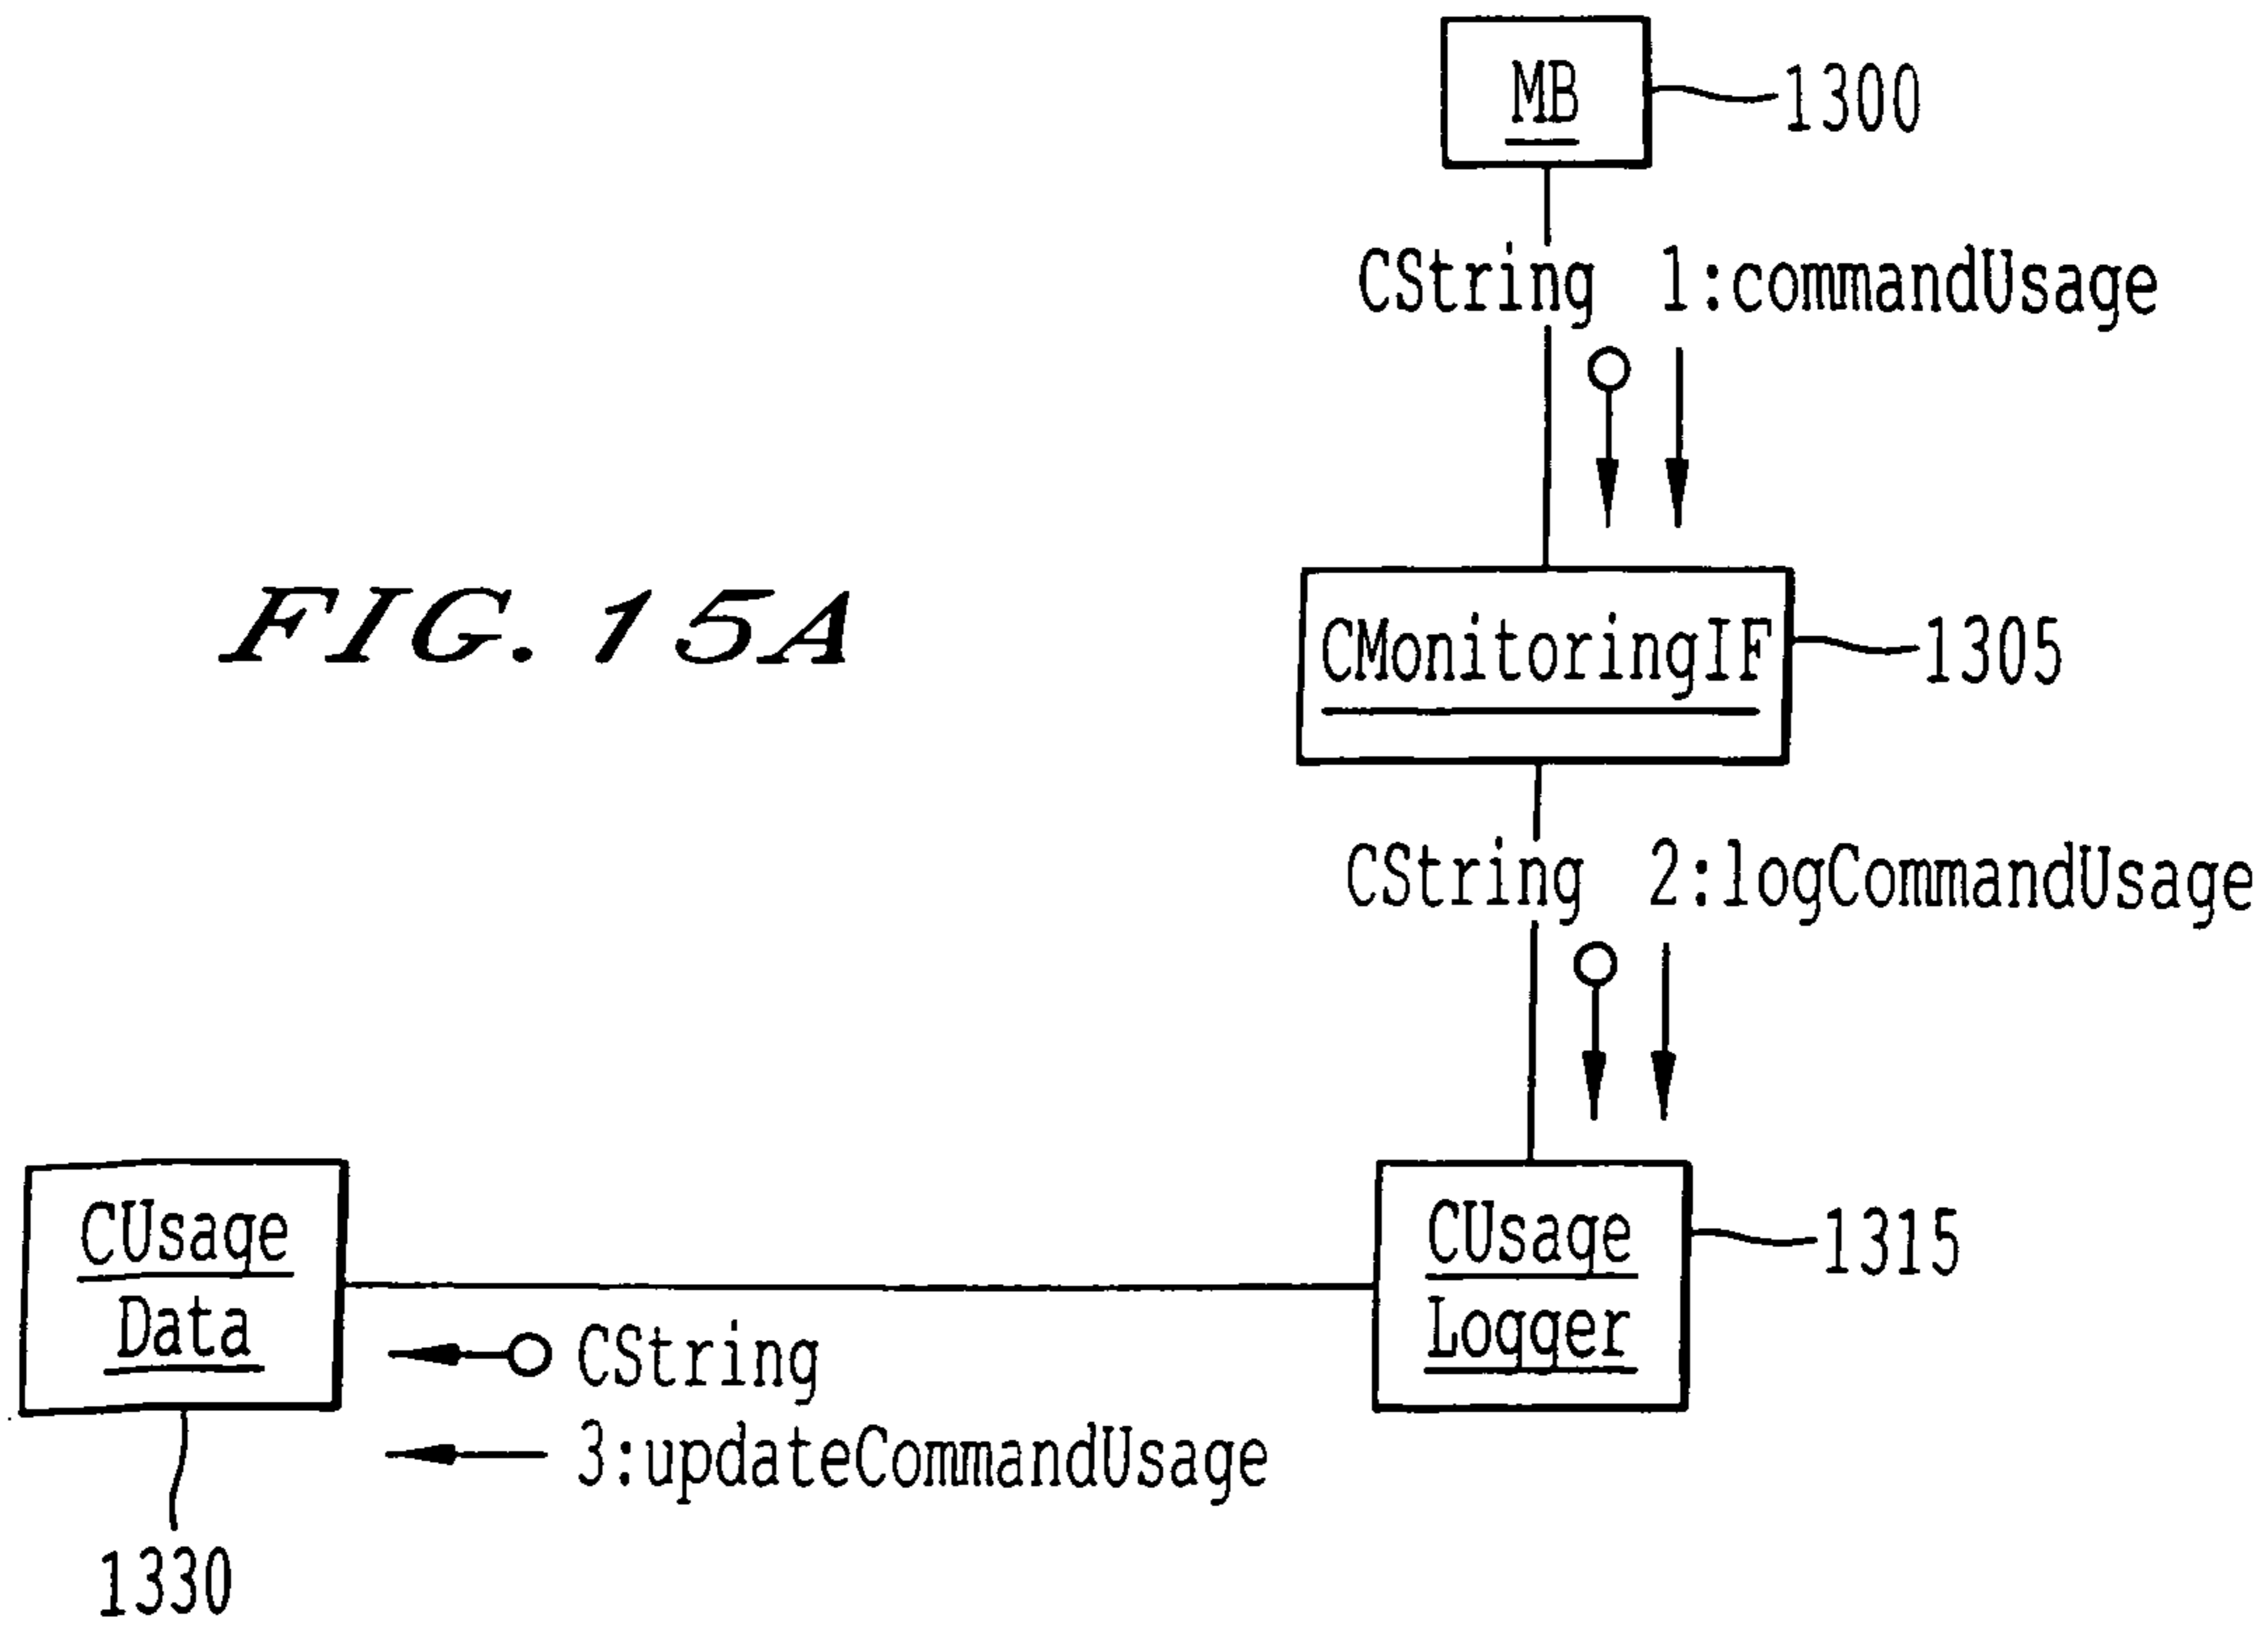 MB
1300
CString 1:commandUsage
FIG. 15A
CMonitoringIF
1305
CString 2:logCommandUsage
CUsage
Data
CUsage
Logger
1315
CString
3:updateCommandUsage
1330